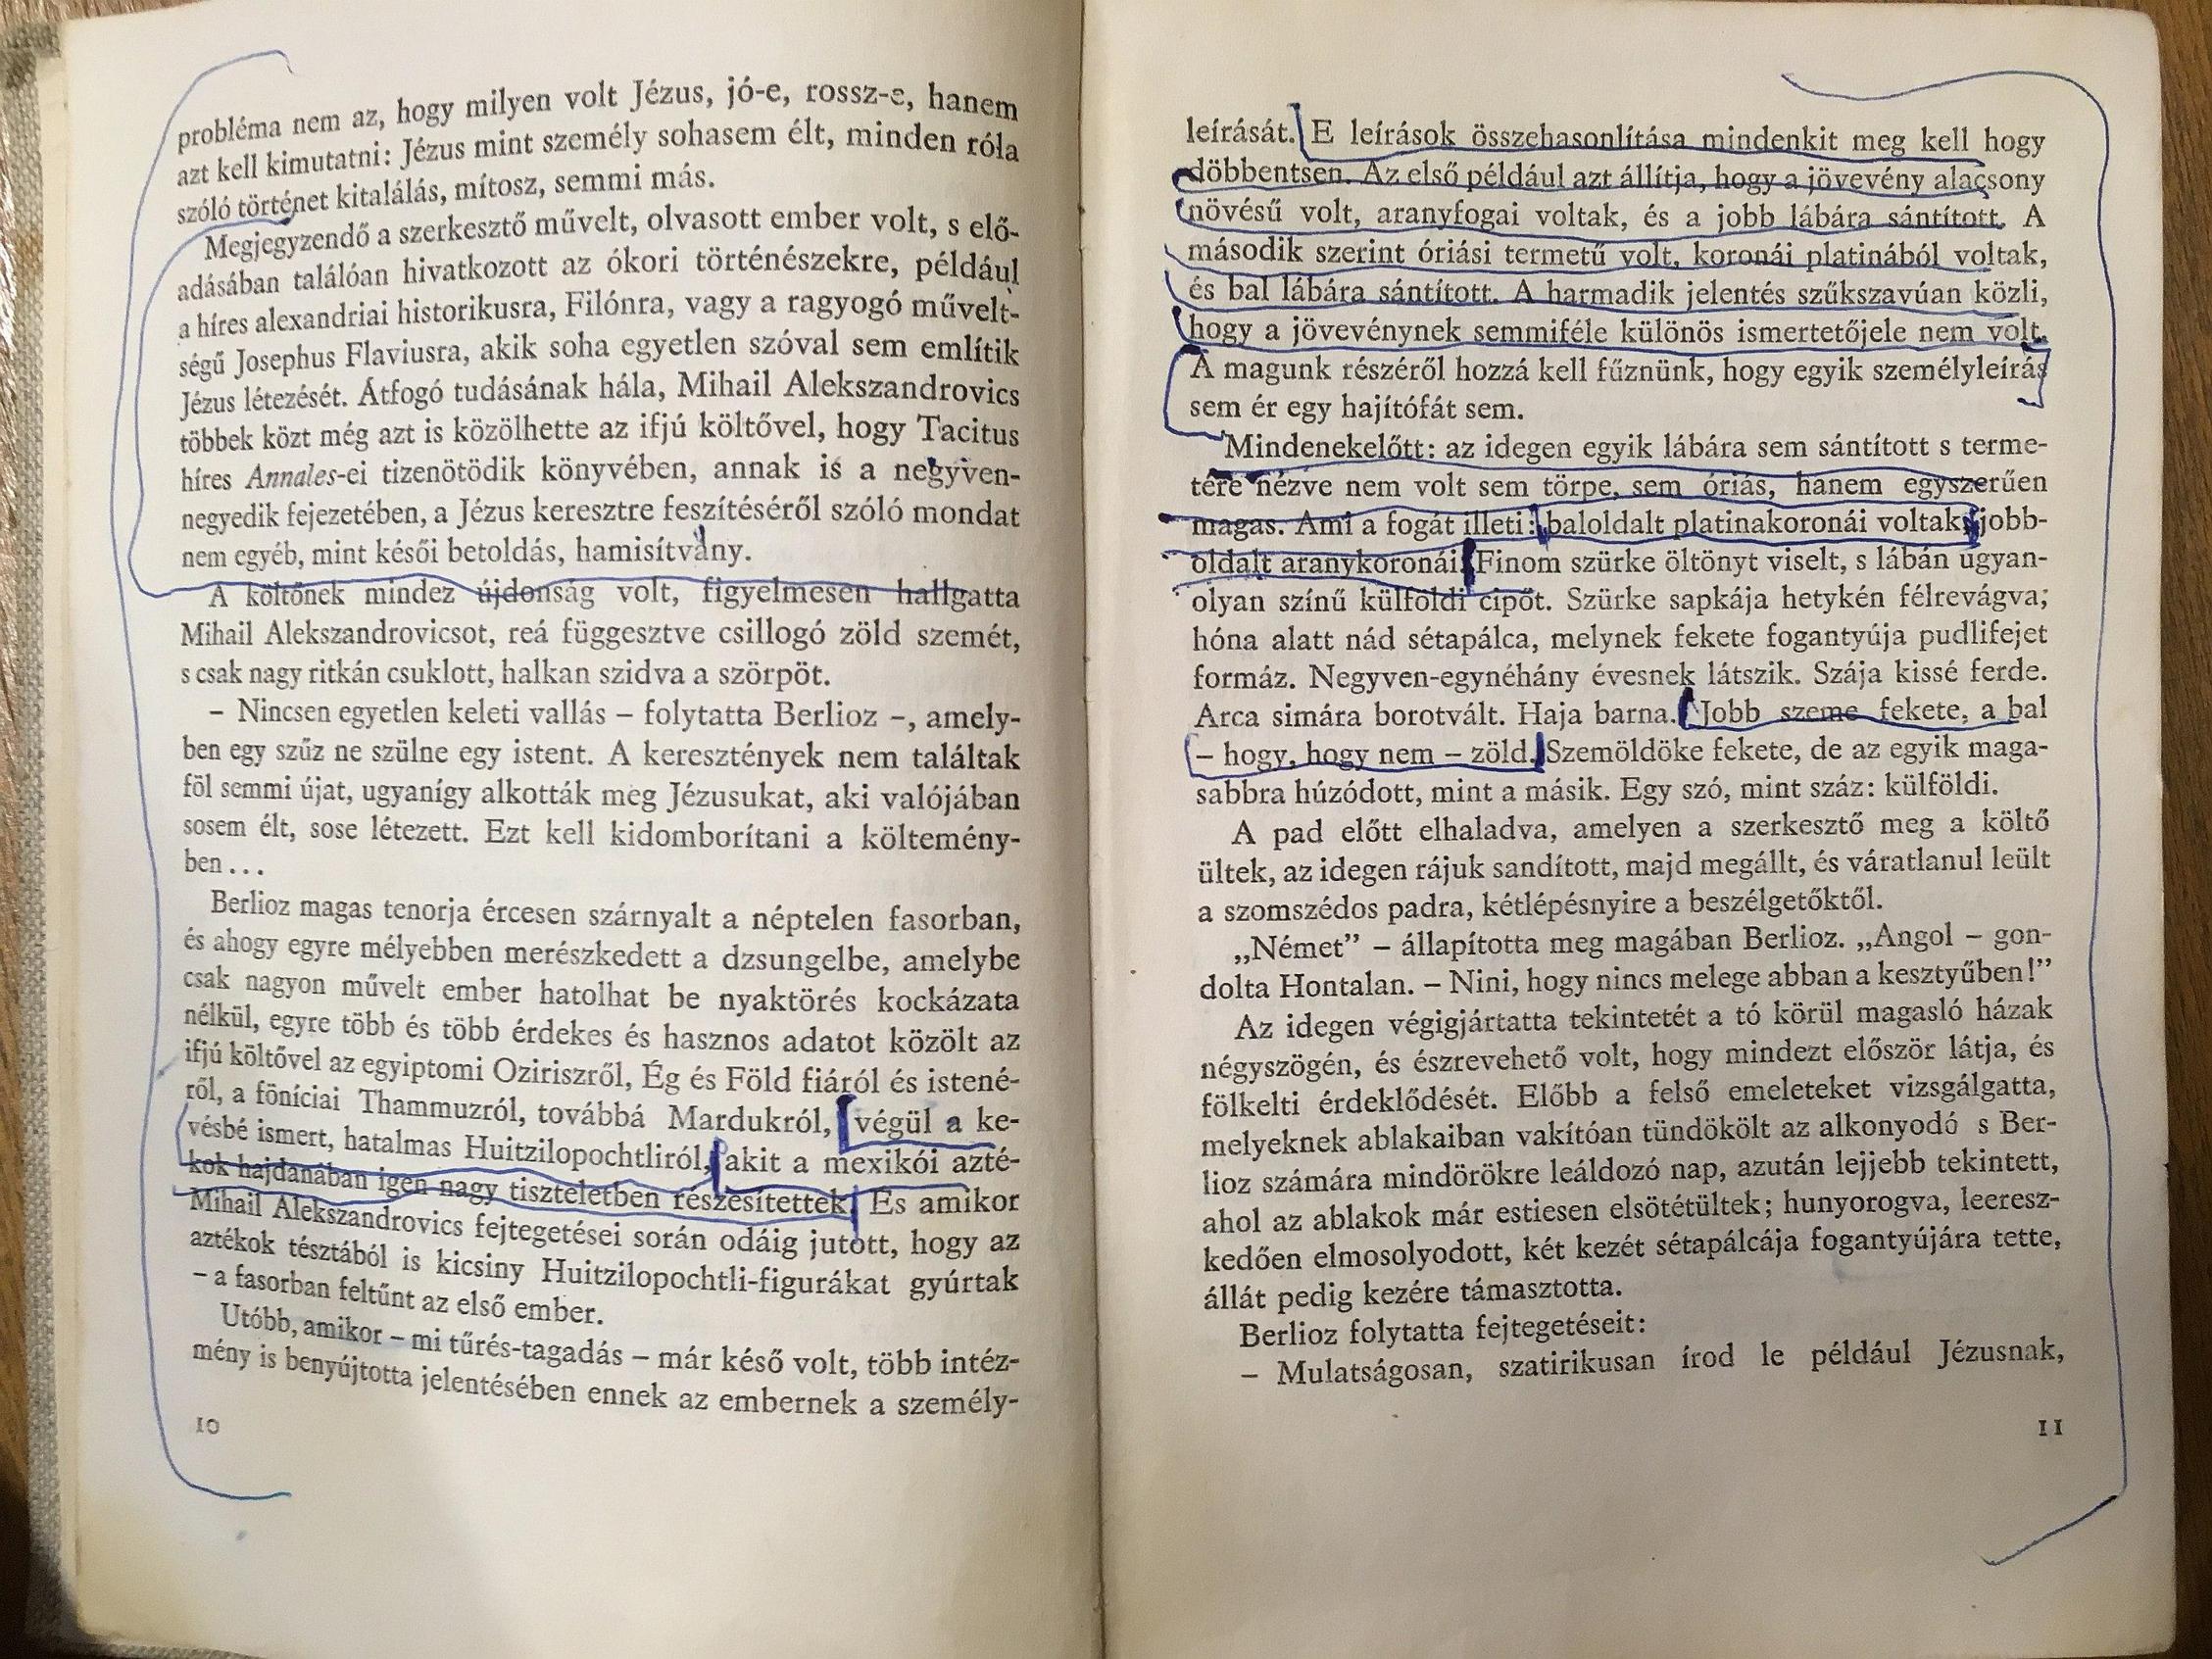 probléma nem az, hogy milyen volt Jézus, jó-e, rossz-e, hanem
azt kell kimutatni: Jézus mint személy sohasem élt, minden róla
szóló történet kitalálás, mítosz, semmi más.
Megjegyzendő a szerkesztő művelt, olvasott ember volt, s elő-
adásában találóan hivatkozott az ókori történészekre, például
a híres alexandriai historikusra, Filónra, vagy a ragyogó művelt-
ségű Josephus Flaviusra, akik soha egyetlen szóval sem említik
Jézus létezését. Átfogó tudásának hála, Mihail Alekszandrovics
többek közt még azt is közölhette az ifjú költővel, hogy Tacitus
híres Annales-ei tizenötödik könyvében, annak is a negyven-
negyedik fejezetében, a Jézus keresztre feszítéséről szóló mondat
nem egyéb, mint késői betoldás, hamisítvány.
A költőnek mindez újdonság volt, figyelmesen hallgatta
Mihail Alekszandrovicsot, reá függesztve csillogó zöld szemét,
s csak nagy ritkán csuklott, halkan szidva a szörpöt.
– Nincsen egyetlen keleti vallás – folytatta Berlioz –, amely-
ben egy szűz ne szülne egy istent. A keresztények nem találtak
föl semmi újat, ugyanígy alkották meg Jézusukat, aki valójában
sosem élt, sose létezett. Ezt kell kidomborítani a költemény-
ben...
Berlioz magas tenorja ércesen szárnyalt a néptelen fasorban,
és ahogy egyre mélyebben merészkedett a dzsungelbe, amelybe
csak nagyon művelt ember hatolhat be nyaktörés kockázata
nélkül, egyre több és több érdekes és hasznos adatot közölt az
ifjú költővel az egyiptomi Oziriszről, Ég és Föld fiáról és istené-
ről, a föníciai Thammuzról, továbbá Mardukról, végül a ke-
vésbé ismert, hatalmas Huitzilopochtliról, akit a mexikói azté-
kok hajdanában igen nagy tiszteletben részesítettek. És amikor
Mihail Alekszandrovics fejtegetései során odáig jutott, hogy az
aztékok tésztából is kicsiny Huitzilopochtli-figurákat gyúrtak
– a fasorban feltűnt az első ember.
Utóbb, amikor – mi tűrés-tagadás – már késő volt, több intéz-
mény is benyújtotta jelentésében ennek az embernek a személy-
10
leírását. E leírások összehasonlítása mindenkit meg kell hogy
döbbentsen. Az első például azt állítja, hogy a jövevény alacsony
növésű volt, aranyfogai voltak, és a jobb lábára sántított. A
második szerint óriási termetű volt, koronái platinából voltak,
és bal lábára sántított. A harmadik jelentés szűkszavúan közli,
hogy a jövevénynek semmiféle különös ismertetőjele nem volt.
A magunk részéről hozzá kell fűznünk, hogy egyik személyleírás
sem ér egy hajítófát sem.
Mindenekelőtt: az idegen egyik lábára sem sántított s terme-
tére nézve nem volt sem törpe, sem óriás, hanem egyszerűen
magas. Ami a fogát illeti: baloldalt platinakoronái voltak, jobb-
oldalt aranykoronái. Finom szürke öltönyt viselt, s lábán ugyan-
olyan színű külföldi cipőt. Szürke sapkája hetykén félrevágva;
hóna alatt nád sétapálca, melynek fekete fogantyúja pudlifejet
formáz. Negyven-egynéhány évesnek látszik. Szája kissé ferde.
Arca simára borotvált. Haja barna. Jobb szeme fekete, a bal
– hogy, hogy nem – zöld. Szemöldöke fekete, de az egyik maga-
sabbra húzódott, mint a másik. Egy szó, mint száz: külföldi.
A pad előtt elhaladva, amelyen a szerkesztő meg a költő
ültek, az idegen rájuk sandított, majd megállt, és váratlanul leült
a szomszédos padra, kétlépésnyire a beszélgetőktől.
„Német” – állapította meg magában Berlioz. „Angol – gon-
dolta Hontalan. – Nini, hogy nincs melege abban a kesztyűben!”
Az idegen végigjártatta tekintetét a tó körül magasló házak
négyszögén, és észrevehető volt, hogy mindezt először látja, és
fölkelti érdeklődését. Előbb a felső emeleteket vizsgálgatta,
melyeknek ablakaiban vakítóan tündökölt az alkonyodó s Ber-
lioz számára mindörökre leáldozó nap, azután lejjebb tekintett,
ahol az ablakok már estiesen elsötétültek; hunyorogva, leeresz-
kedően elmosolyodott, két kezét sétapálcája fogantyújára tette,
állát pedig kezére támasztotta.
Berlioz folytatta fejtegetéseit:
– Mulatságosan, szatirikusan írod le például Jézusnak,
11